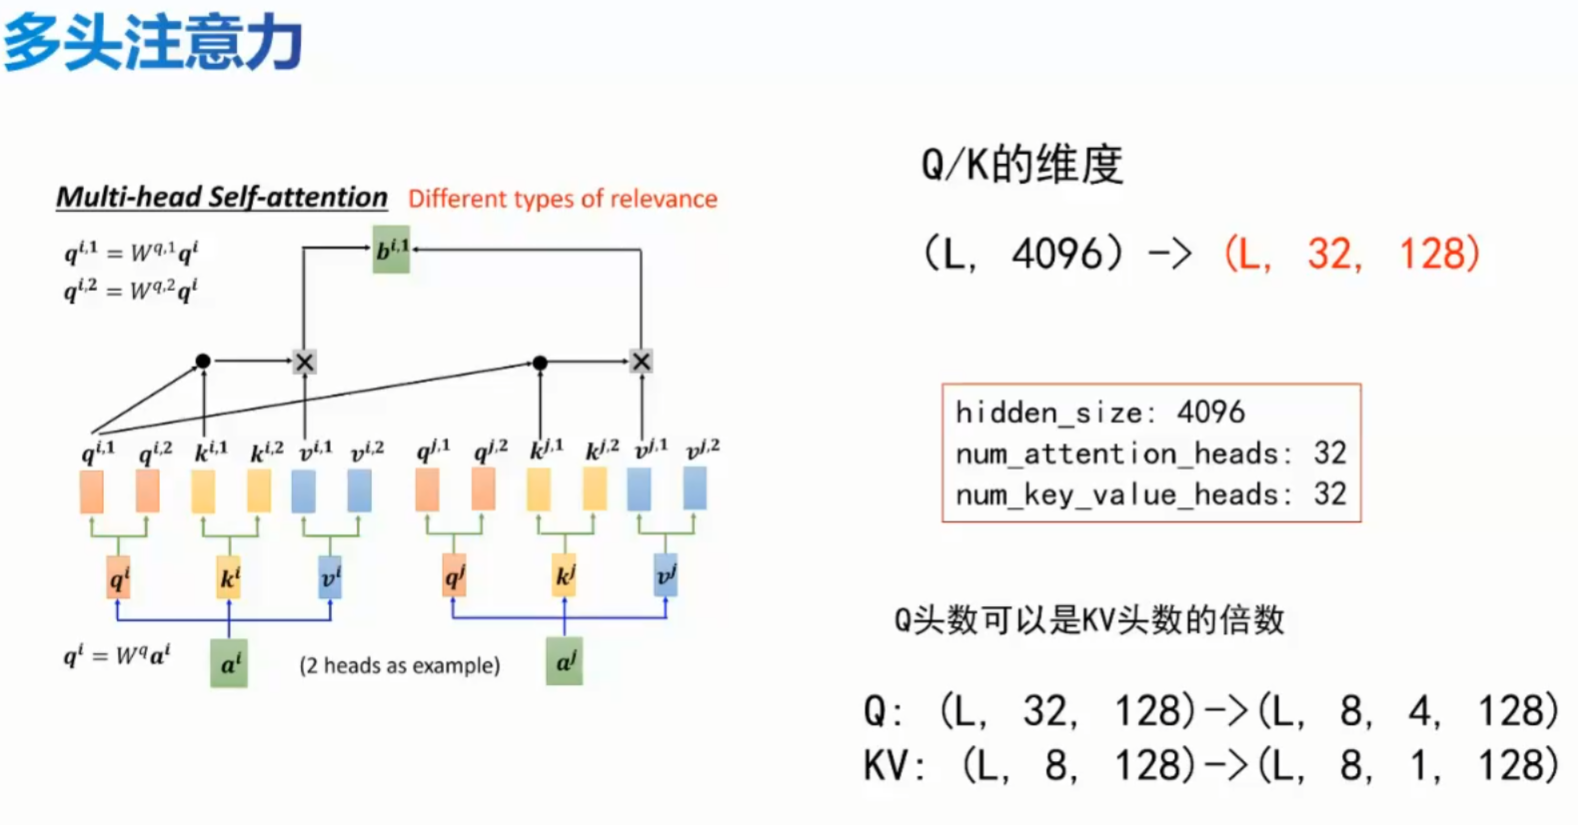 多头注意力
Multi-head Self-attention Different types of relevance
q^{i,1} = W^{q,1}q^i
q^{i,2} = W^{q,2}q^i
b^{i,1}
q^{i,1} q^{i,2} k^{i,1} k^{i,2} v^{i,1} v^{i,2} q^{j,1} q^{j,2} k^{j,1} k^{j,2} v^{j,1} v^{j,2}
q^i k^i v^i q^j k^j v^j
q^i = W^q a^i a^i (2 heads as example) a^j
Q/K的维度
(L, 4096) -> (L, 32, 128)
hidden_size: 4096
num_attention_heads: 32
num_key_value_heads: 32
Q头数可以是KV头数的倍数
Q: (L, 32, 128)->(L, 8, 4, 128)
KV: (L, 8, 128)->(L, 8, 1, 128)